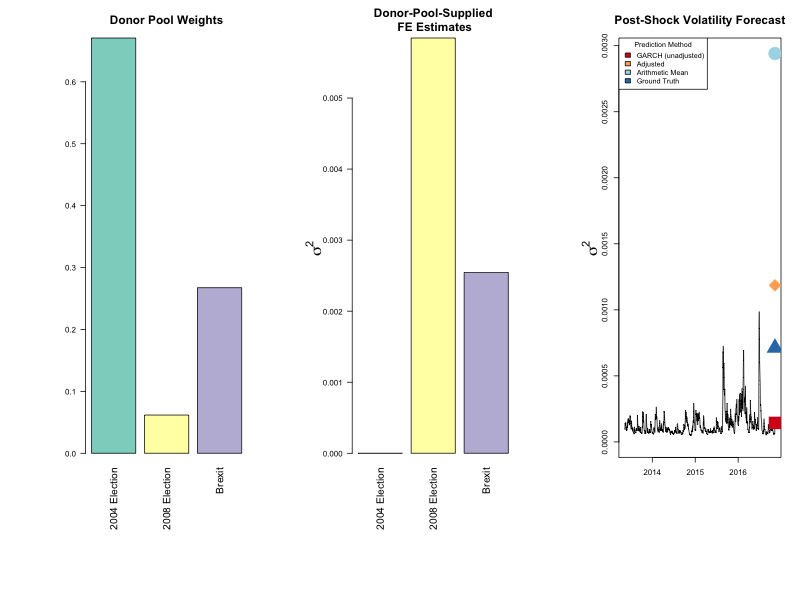 Donor Pool Weights
0.6
0.5
0.4
0.3
0.2
0.1
0.0
2004 Election
2008 Election
Brexit
Donor-Pool-Supplied
FE Estimates
σ²
0.005
0.004
0.003
0.002
0.001
0.000
2004 Election
2008 Election
Brexit
Post-Shock Volatility Forecast
σ²
0.0030
0.0025
0.0020
0.0015
0.0010
0.0005
0.0000
Prediction Method
GARCH (unadjusted)
Adjusted
Arithmetic Mean
Ground Truth
2014
2015
2016